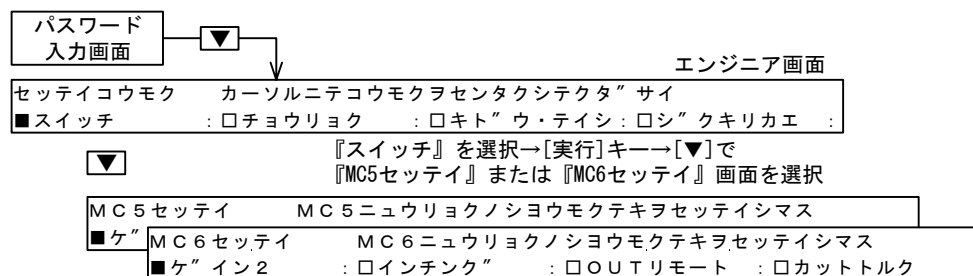 パスワード
入力画面
▼
エンジニア画面
セッテイコウモク　　カーソルニテコウモクヲセンタクシテクタ゛サイ
■スイッチ　　　：□チョウリョク　　：□キト゛ウ・テイシ：□シ゛クキリカエ　：
▼
『スイッチ』を選択→[実行]キー→[▼]で
『MC5セッテイ』または『MC6セッテイ』画面を選択
ＭＣ５セッテイ　　　ＭＣ５ニュウリョクノシヨウモクテキヲセッテイシマス
■ケ゛
ＭＣ６セッテイ　　　ＭＣ６ニュウリョクノシヨウモクテキヲセッテイシマス
■ケ゛イン２　　：□インチンク゛　　：□ＯＵＴリモート　：□カットトルク